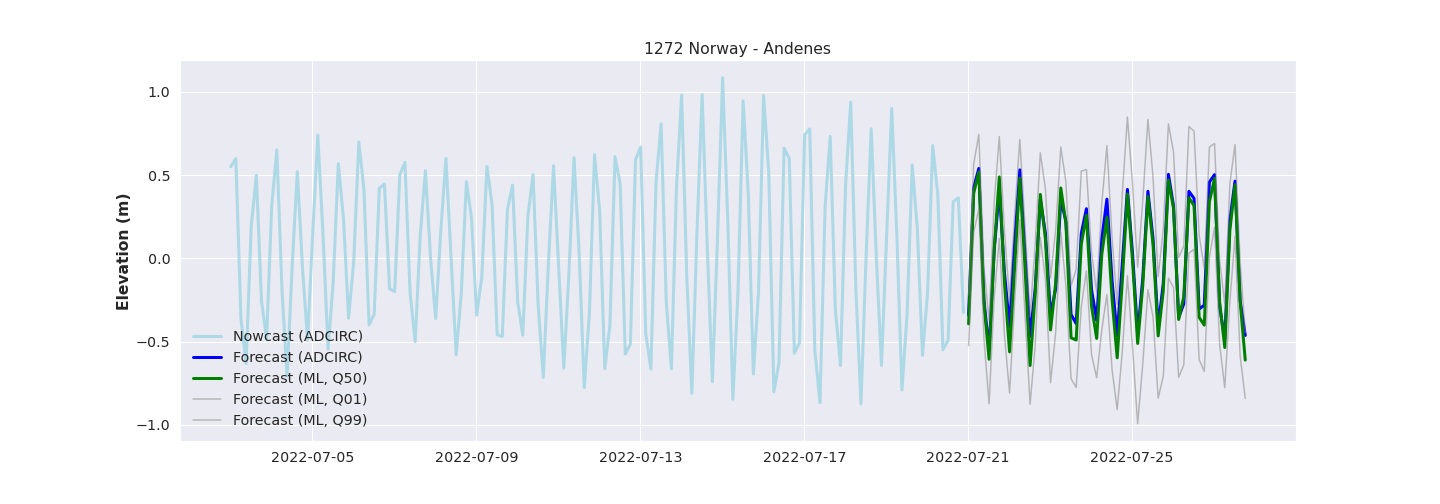 1272 Norway - Andenes
Elevation (m)
1.0
0.5
0.0
−0.5
−1.0
Nowcast (ADCIRC)
Forecast (ADCIRC)
Forecast (ML, Q50)
Forecast (ML, Q01)
Forecast (ML, Q99)
2022-07-05 2022-07-09 2022-07-13 2022-07-17 2022-07-21 2022-07-25